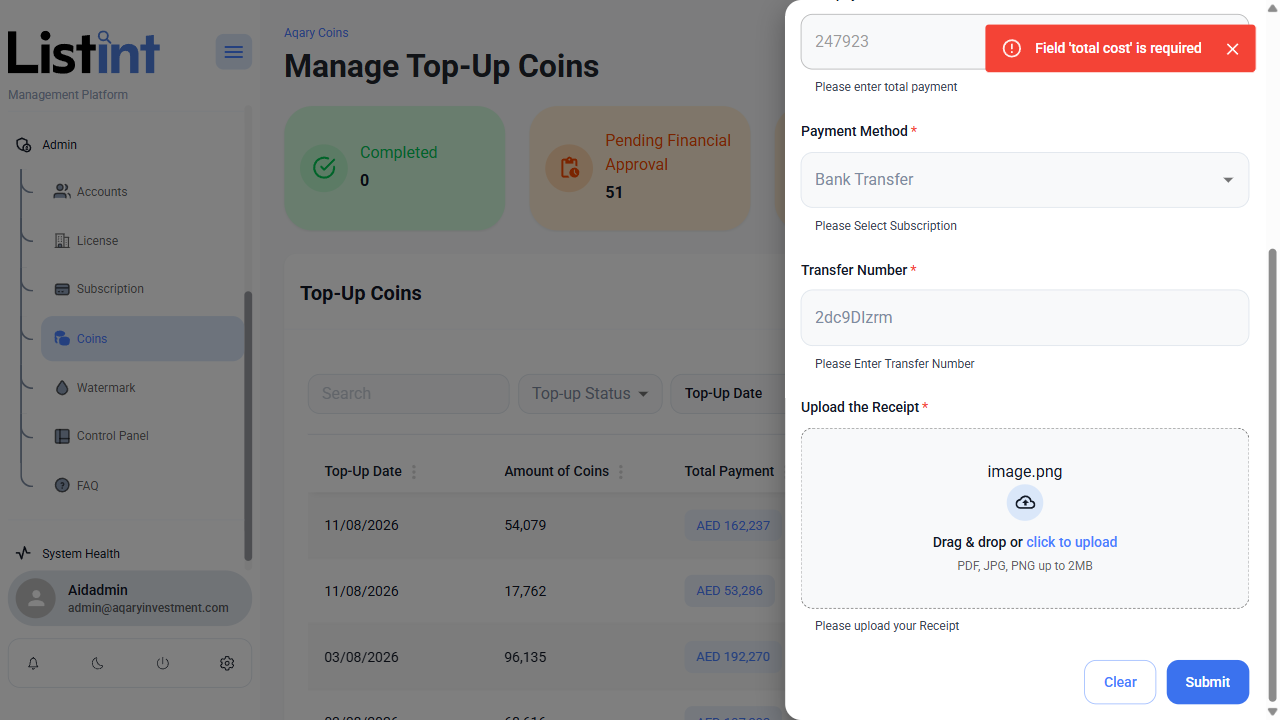 Listint
Management Platform
Admin
Accounts
License
Subscription
Coins
Watermark
Control Panel
FAQ
System Health
Aidadmin
admin@aqaryinvestment.com
Aqary Coins
Manage Top-Up Coins
Completed
0
Pending Financial
Approval
51
Top-Up Coins
Search
Top-up Status
Top-Up Date
Top-Up Date
Amount of Coins
Total Payment
11/08/2026
54,079
AED 162,237
11/08/2026
17,762
AED 53,286
03/08/2026
96,135
AED 192,270
247923
Field 'total cost' is required
Please enter total payment
Payment Method *
Bank Transfer
Please Select Subscription
Transfer Number *
2dc9DIzrm
Please Enter Transfer Number
Upload the Receipt *
image.png
Drag & drop or click to upload
PDF, JPG, PNG up to 2MB
Please upload your Receipt
Clear
Submit